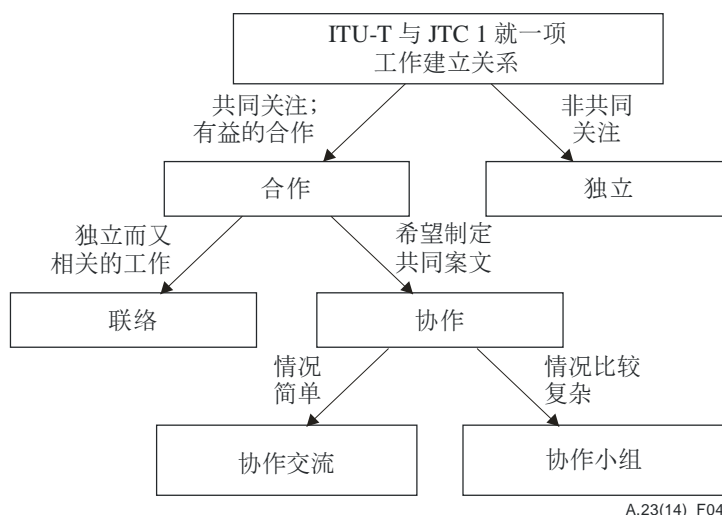 ITU-T 与 JTC 1 就一项
工作建立关系
共同关注；
有益的合作
非共同
关注
合作
独立
独立而又
相关的工作
希望制定
共同案文
联络
协作
情况
简单
情况比较
复杂
协作交流
协作小组
A.23(14)_F04